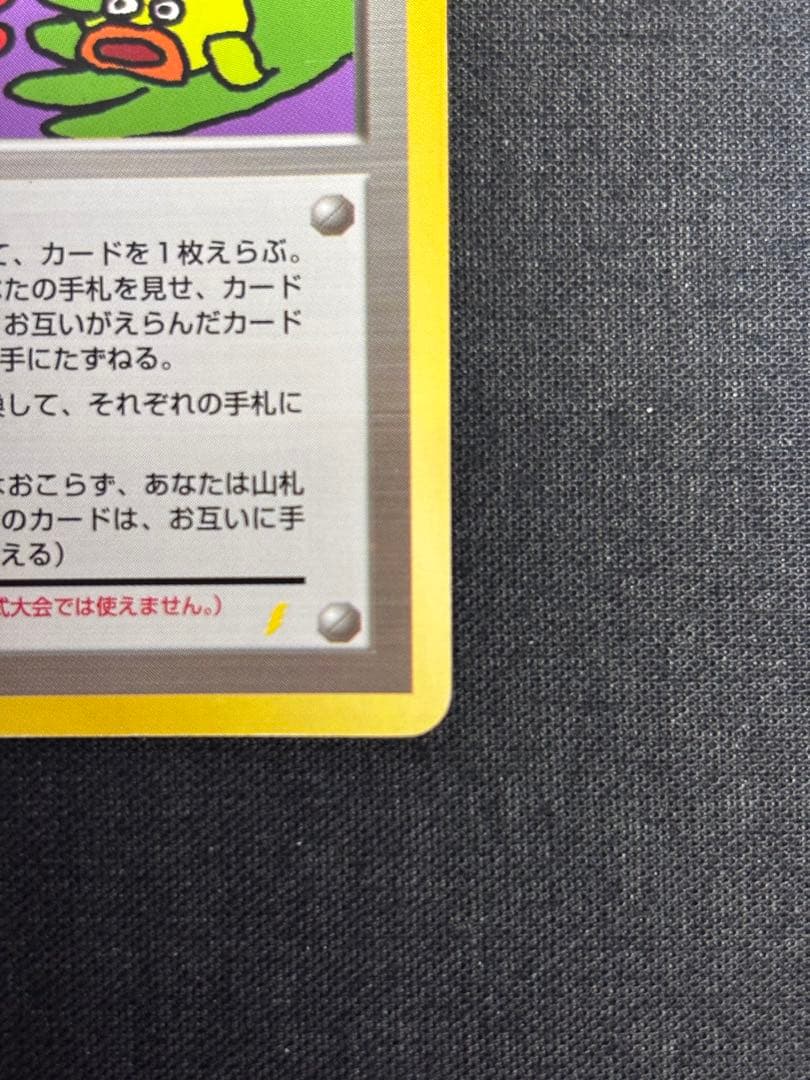 て、カードを1枚えらぶ。
たの手札を見せ、カード
お互いがえらんだカード
手にたずねる。
して、それぞれの手札に
おこらず、あなたは山札
のカードは、お互いに手
える)
式大会では使えません。)